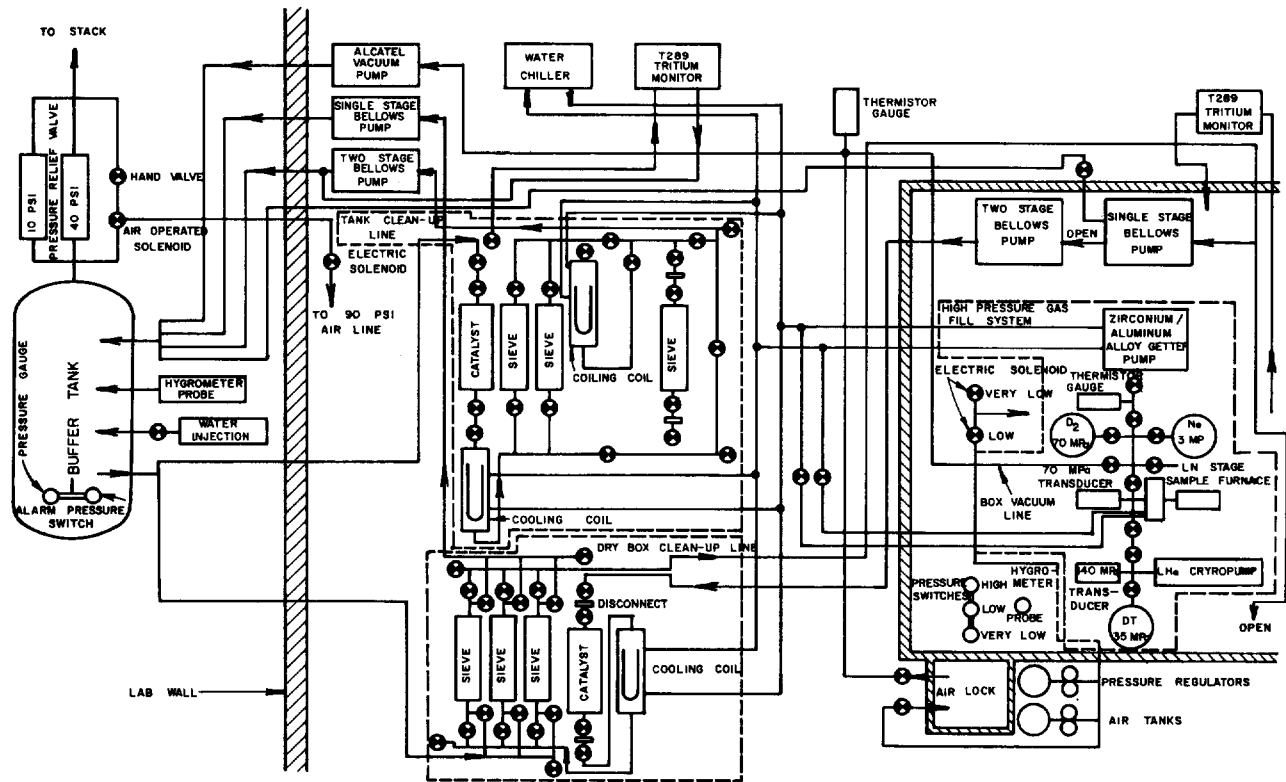 TO STACK
10 PSI
PRESSURE RELIEF VALVE
40 PSI
HAND VALVE
AIR OPERATED
SOLENOID
ALCATEL
VACUUM
PUMP
SINGLE STAGE
BELLOWS
PUMP
TWO STAGE
BELLOWS
PUMP
WATER
CHILLER
T289
TRITIUM
MONITOR
THERMISTOR
GAUGE
T289
TRITIUM
MONITOR
TANK CLEAN-UP
LINE
ELECTRIC
SOLENOID
TO 90 PSI
AIR LINE
PRESSURE GAUGE
BUFFER TANK
HYGROMETER
PROBE
WATER
INJECTION
ALARM PRESSURE
SWITCH
CATALYST
SIEVE
SIEVE
COILING COIL
SIEVE
COOLING COIL
TWO STAGE
BELLOWS
PUMP
OPEN
SINGLE STAGE
BELLOWS
PUMP
HIGH PRESSURE GAS
FILL SYSTEM
ZIRCONIUM /
ALUMINUM
ALLOY GETTER
PUMP
ELECTRIC SOLENOID
THERMISTOR
GAUGE
VERY LOW
LOW
D2
70 MPa
Ne
3 MP
70 MPa
TRANSDUCER
LN STAGE
SAMPLE FURNACE
BOX VACUUM
LINE
DRY BOX CLEAN-UP LINE
DISCONNECT
SIEVE
SIEVE
SIEVE
CATALYST
COOLING COIL
PRESSURE
SWITCHES
HIGH
LOW
VERY LOW
HYGRO-
METER
PROBE
140 MPa
TRANS-
DUCER
LHe CRYROPUMP
DT
35 MPa
OPEN
LAB WALL
AIR LOCK
PRESSURE REGULATORS
AIR TANKS